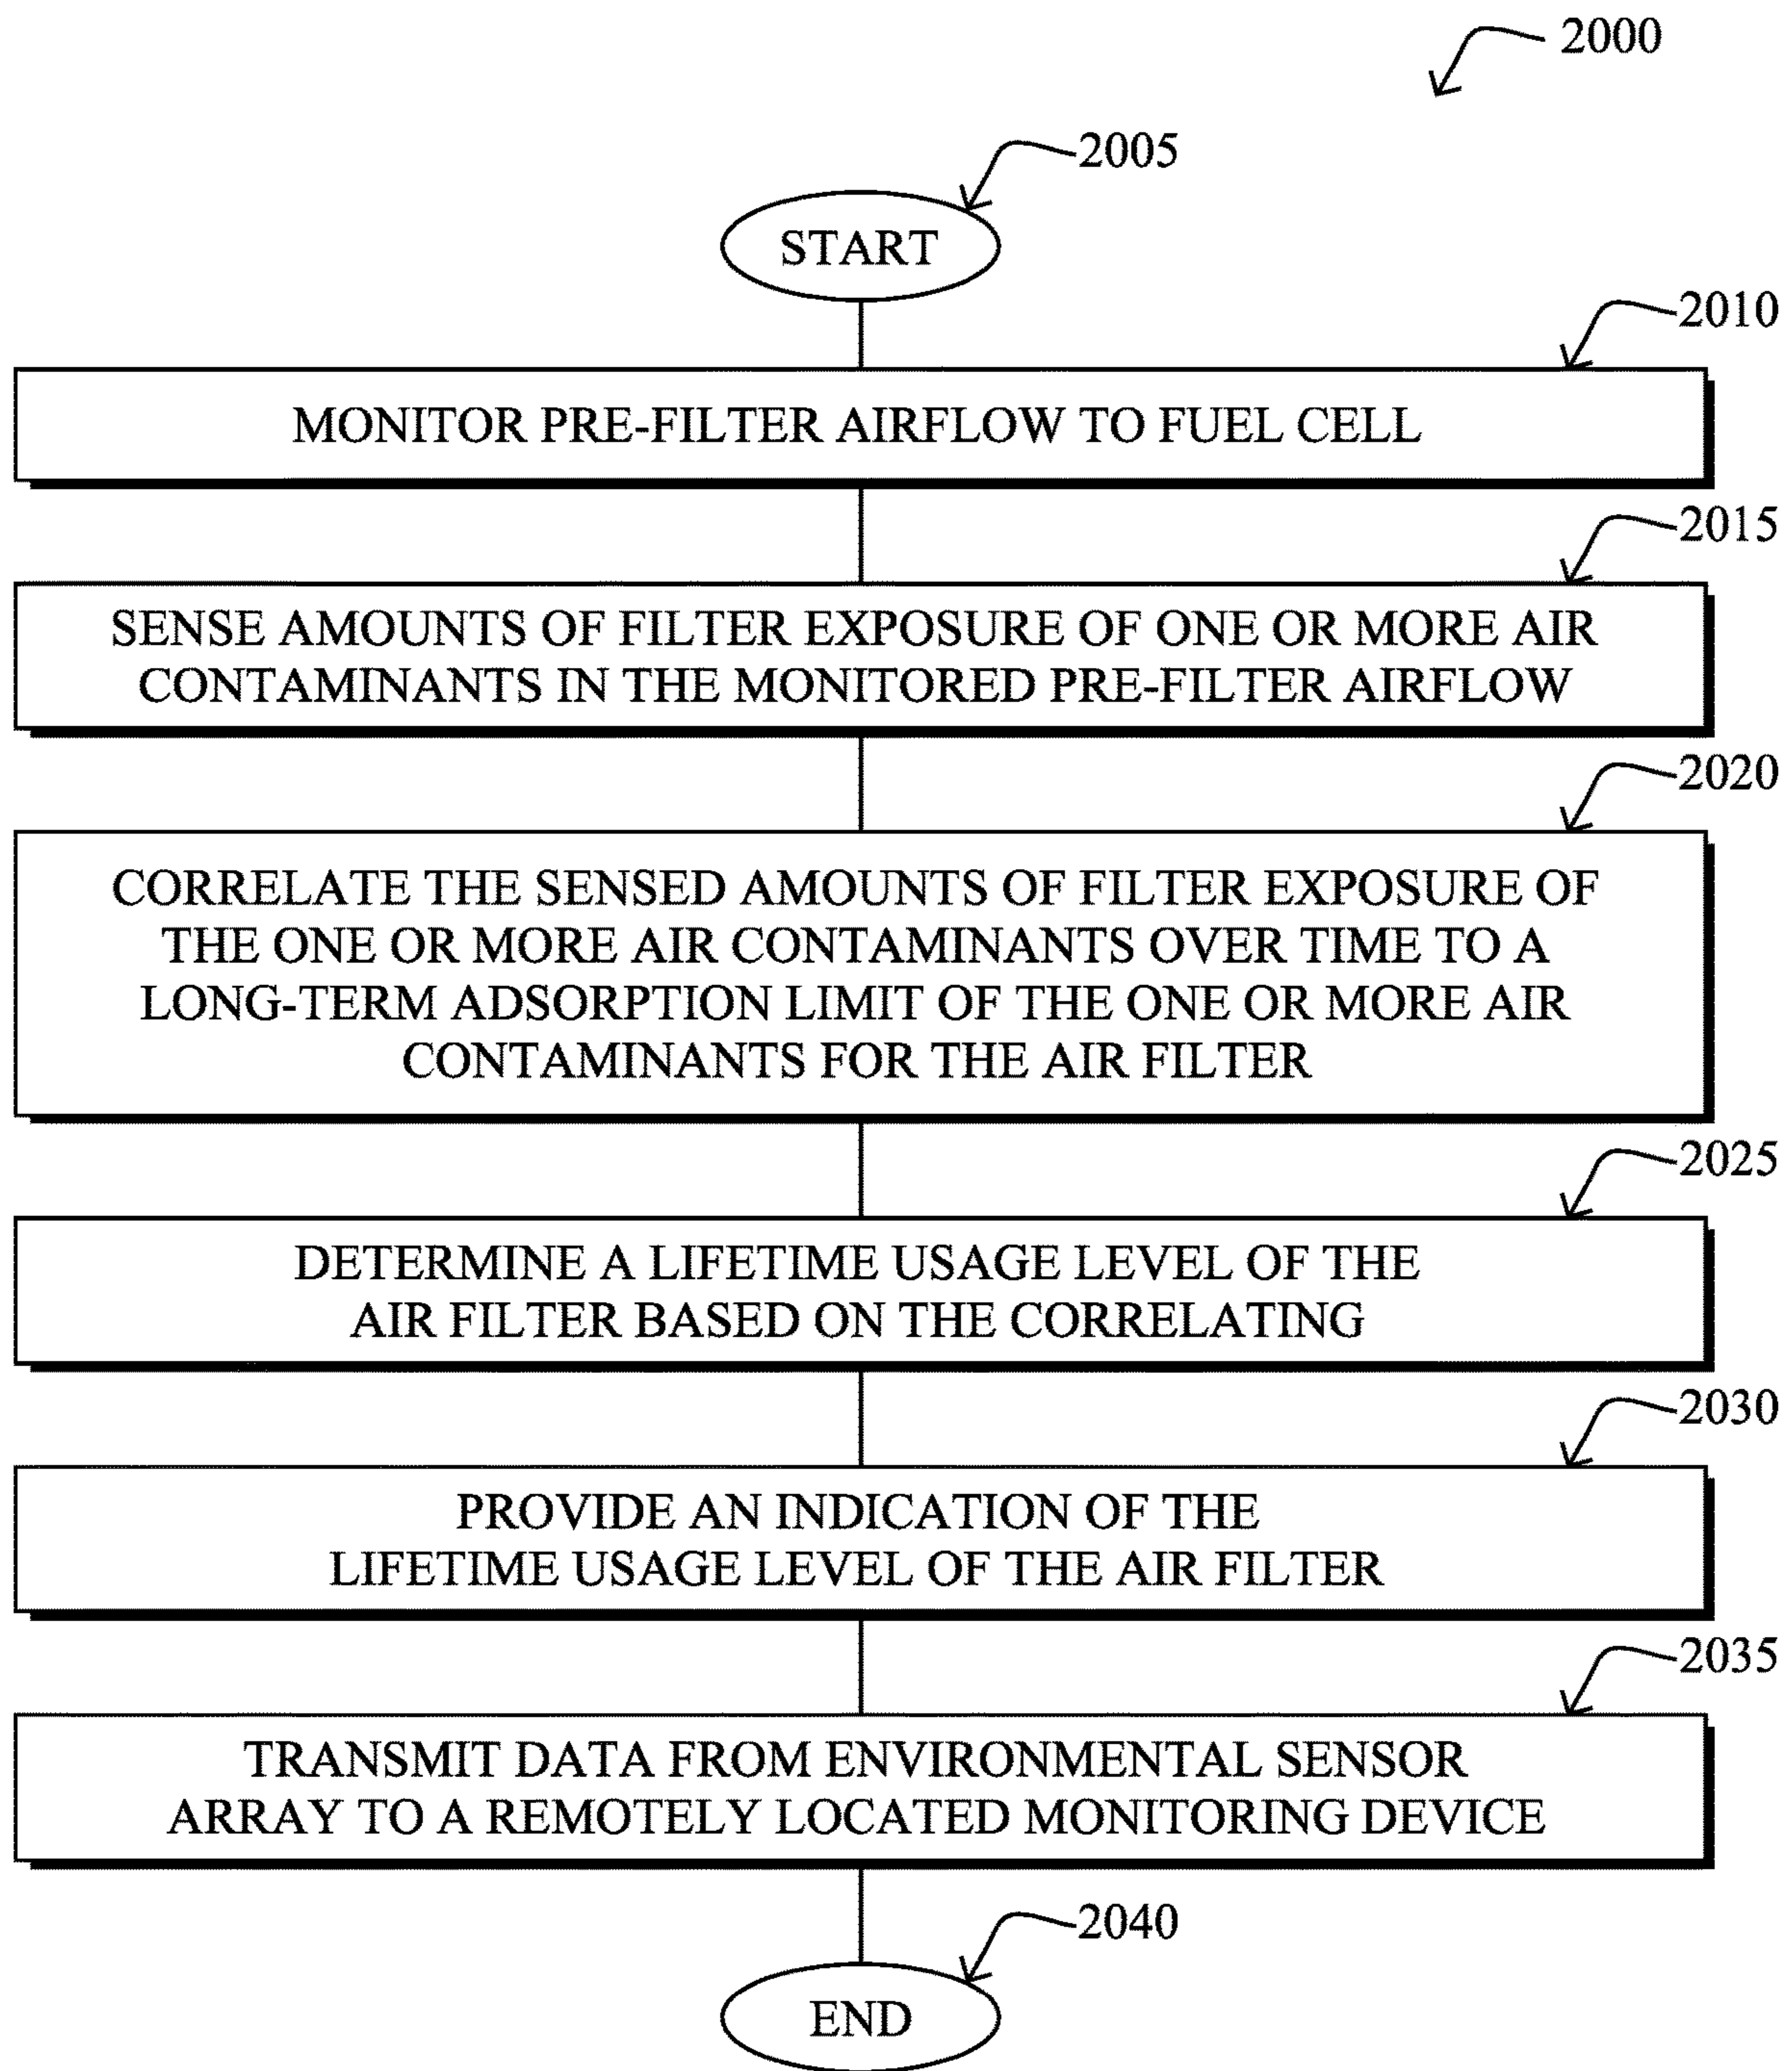 2000
2005
START
2010
MONITOR PRE-FILTER AIRFLOW TO FUEL CELL
2015
SENSE AMOUNTS OF FILTER EXPOSURE OF ONE OR MORE AIR
CONTAMINANTS IN THE MONITORED PRE-FILTER AIRFLOW
2020
CORRELATE THE SENSED AMOUNTS OF FILTER EXPOSURE OF
THE ONE OR MORE AIR CONTAMINANTS OVER TIME TO A
LONG-TERM ADSORPTION LIMIT OF THE ONE OR MORE AIR
CONTAMINANTS FOR THE AIR FILTER
2025
DETERMINE A LIFETIME USAGE LEVEL OF THE
AIR FILTER BASED ON THE CORRELATING
2030
PROVIDE AN INDICATION OF THE
LIFETIME USAGE LEVEL OF THE AIR FILTER
2035
TRANSMIT DATA FROM ENVIRONMENTAL SENSOR
ARRAY TO A REMOTELY LOCATED MONITORING DEVICE
2040
END